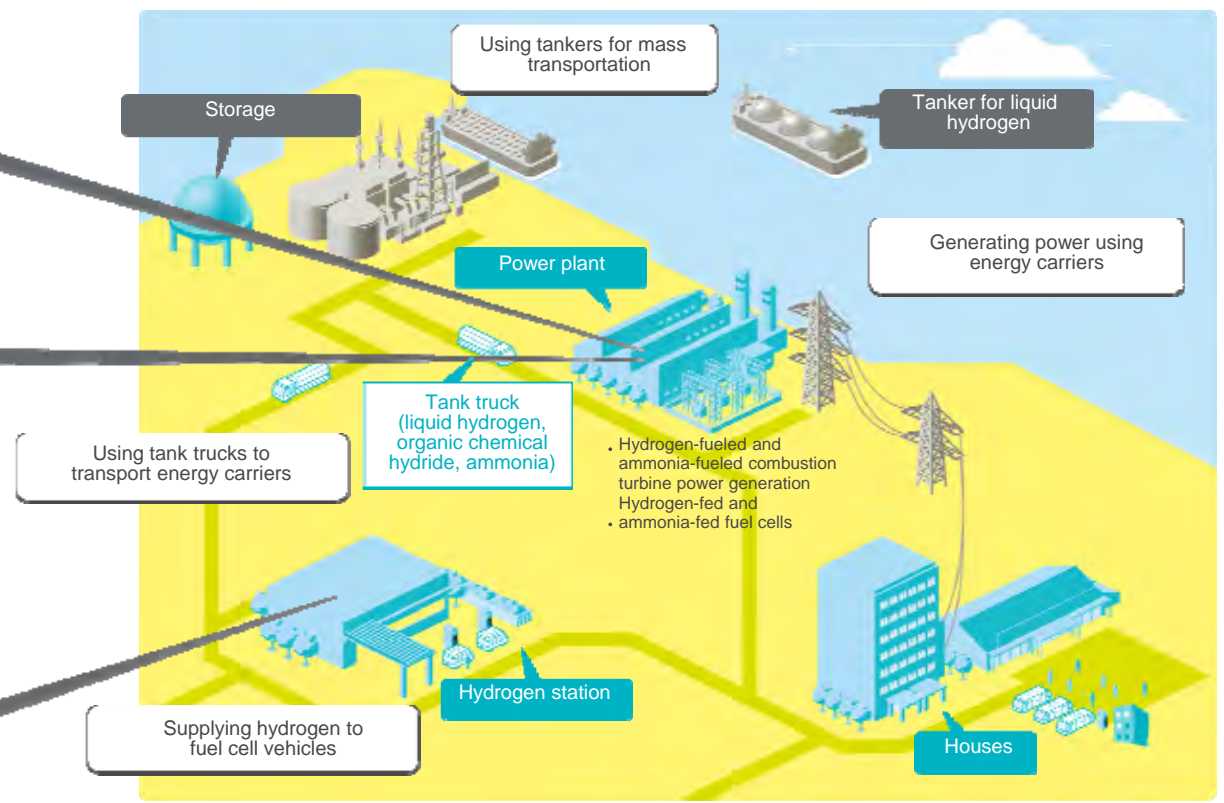 Using tankers for mass
transportation
Storage
Tanker for liquid
hydrogen
Generating power using
energy carriers
Power plant
Tank truck
(liquid hydrogen,
organic chemical
hydride, ammonia)
Using tank trucks to
transport energy carriers
• Hydrogen-fueled and
ammonia-fueled combustion
turbine power generation
Hydrogen-fed and
• ammonia-fed fuel cells
Hydrogen station
Supplying hydrogen to
fuel cell vehicles
Houses